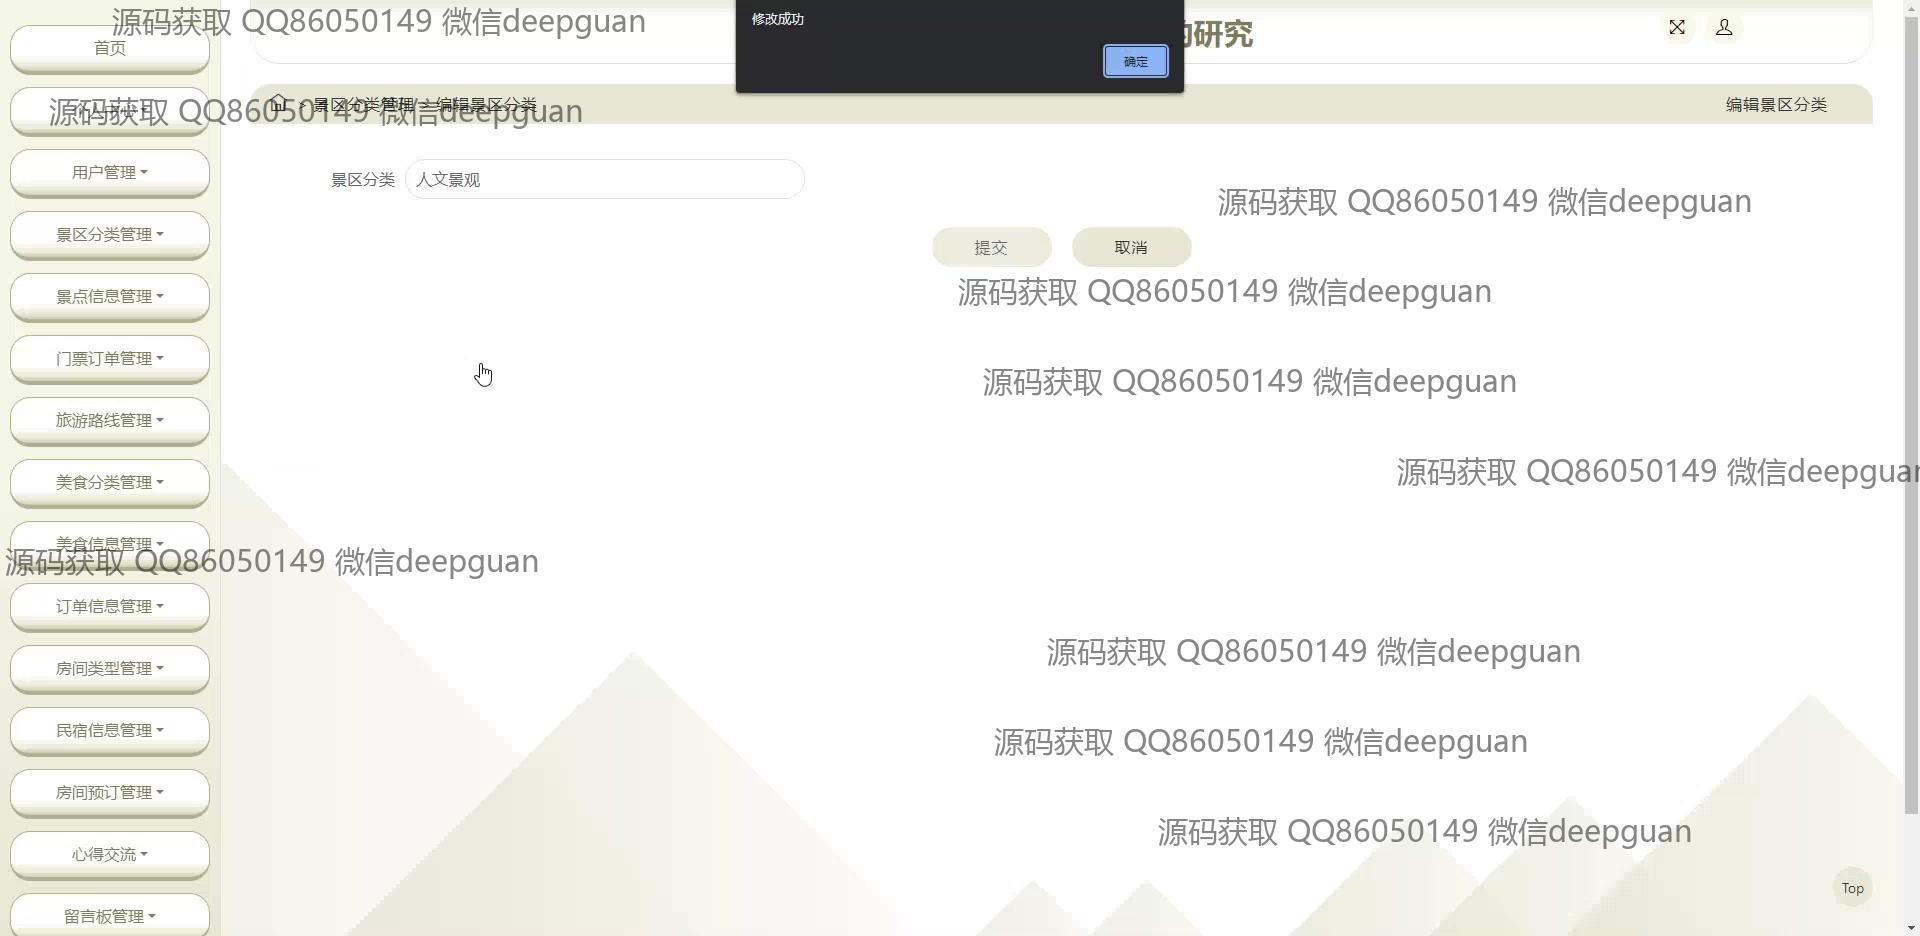 修改成功
确定
的研究
源码获取 QQ86050149 微信deepguan
首页
源码获取 QQ86050149 微信deepguan
> 景区分类管理 > 编辑景区分类
编辑景区分类
用户管理
景区分类管理
景点信息管理
门票订单管理
旅游路线管理
美食分类管理
美食信息管理
订单信息管理
房间类型管理
民宿信息管理
房间预订管理
心得交流
留言板管理
景区分类 人文景观
提交 取消
源码获取 QQ86050149 微信deepguan
源码获取 QQ86050149 微信deepguan
源码获取 QQ86050149 微信deepguan
源码获取 QQ86050149 微信deepguan
源码获取 QQ86050149 微信deepguan
源码获取 QQ86050149 微信deepguan
源码获取 QQ86050149 微信deepguan
源码获取 QQ86050149 微信deepguan
Top